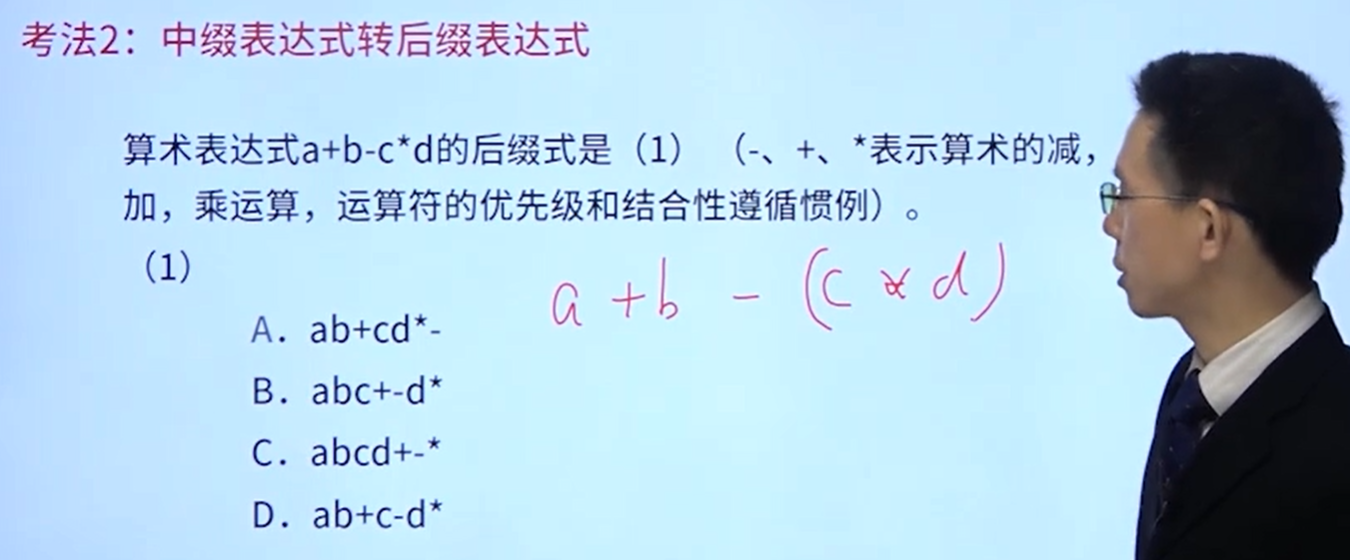 考法2：中缀表达式转后缀表达式
算术表达式a+b-c*d的后缀式是（1）（-、+、*表示算术的减，
加，乘运算，运算符的优先级和结合性遵循惯例）。
（1）
a + b - (c * d)
A．ab+cd*-
B．abc+-d*
C．abcd+-*
D．ab+c-d*